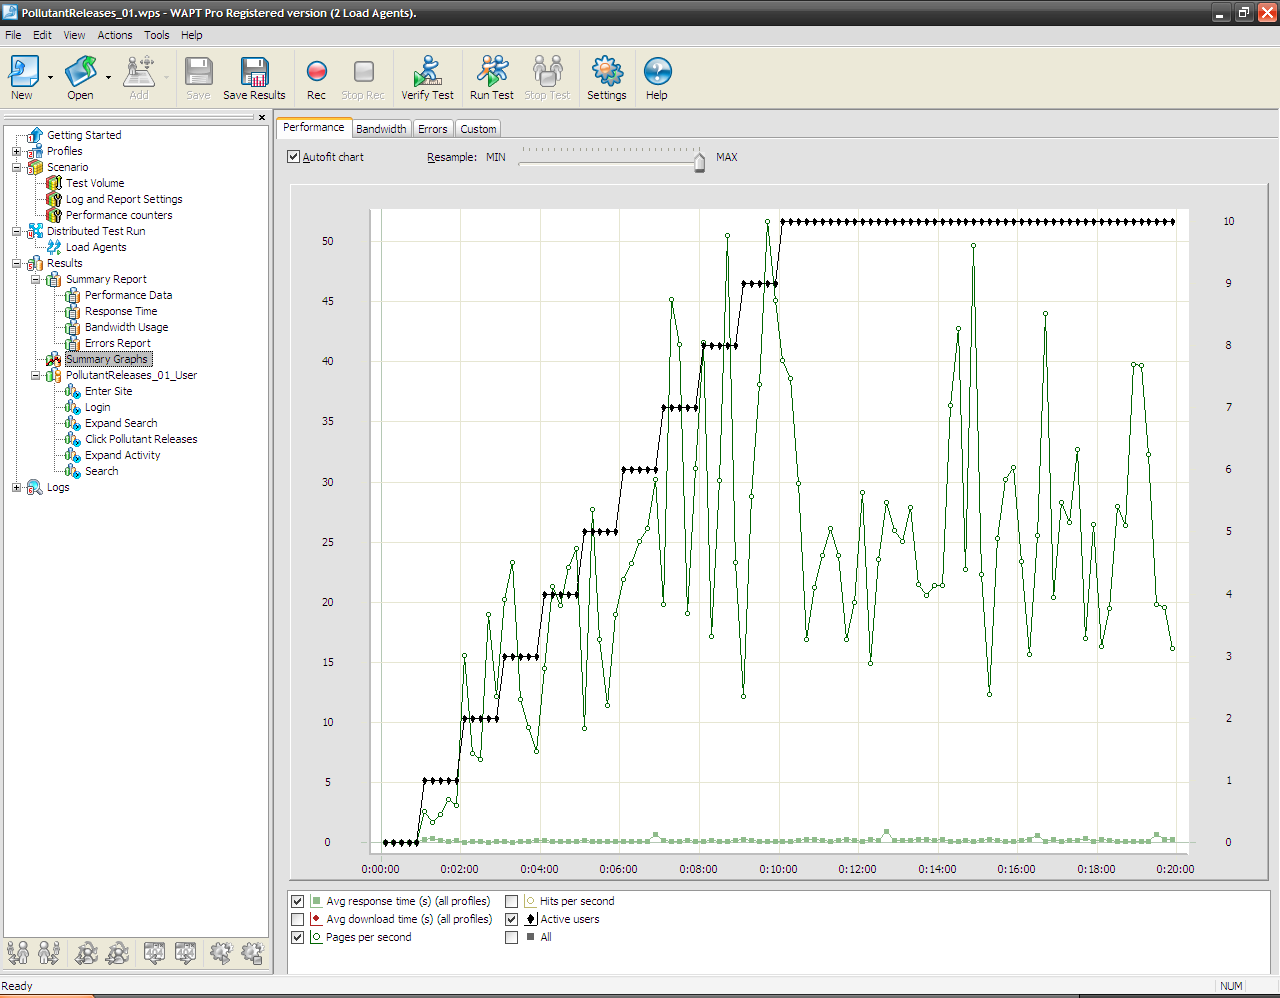 PollutantReleases_01.wps - WAPT Pro Registered version (2 Load Agents).
File Edit View Actions Tools Help
New Open Add Save Save Results Rec Stop Rec Verify Test Run Test Stop Test Settings Help
Getting Started
Profiles
Scenario
Test Volume
Log and Report Settings
Performance counters
Distributed Test Run
Load Agents
Results
Summary Report
Performance Data
Response Time
Bandwidth Usage
Errors Report
Summary Graphs
PollutantReleases_01_User
Enter Site
Login
Expand Search
Click Pollutant Releases
Expand Activity
Search
Logs
Performance Bandwidth Errors Custom
Autofit chart Resample: MIN MAX
50
45
40
35
30
25
20
15
10
5
0
10
9
8
7
6
5
4
3
2
1
0
0:00:00 0:02:00 0:04:00 0:06:00 0:08:00 0:10:00 0:12:00 0:14:00 0:16:00 0:18:00 0:20:00
Avg response time (s) (all profiles) Hits per second
Avg download time (s) (all profiles) Active users
Pages per second All
Ready NUM